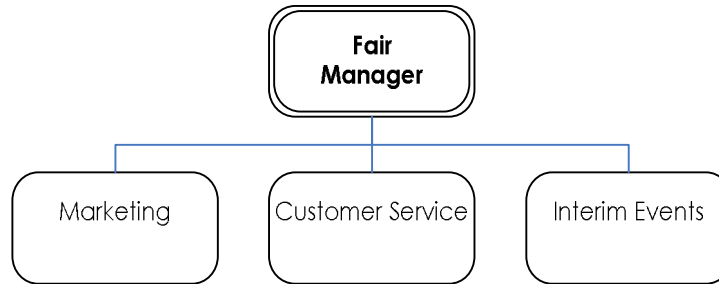 Fair
Manager
Marketing
Customer Service
Interim Events